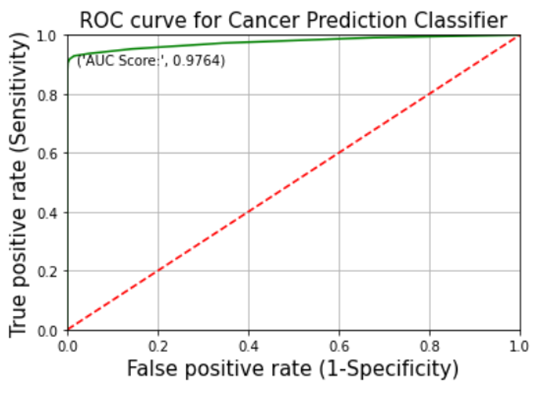 ROC curve for Cancer Prediction Classifier
True positive rate (Sensitivity)
1.0
0.8
0.6
0.4
0.2
0.0
('AUC Score:', 0.9764)
0.0 0.2 0.4 0.6 0.8 1.0
False positive rate (1-Specificity)